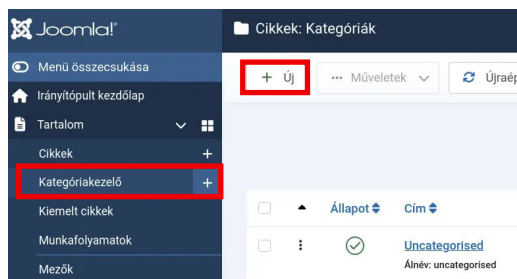 Joomla!®
Cikkek: Kategóriák
Menü összecsukása
+ Új
Műveletek
Irányítópult kezdőlap
Tartalom
Cikkek +
Kategóriakezelő +
Kiemelt cikkek
Állapot
Cím
Munkafolyamatok
Uncategorised
Álnév: uncategorised
Mezők